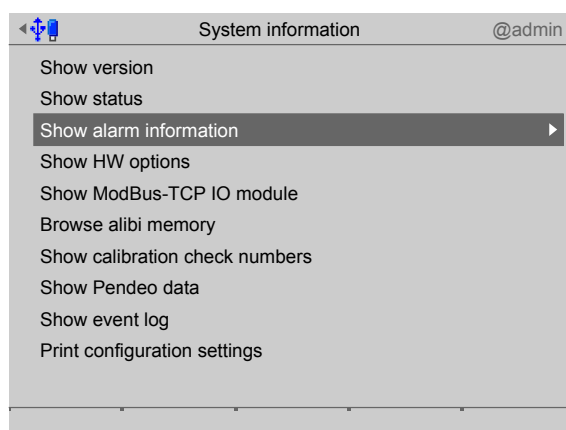 System information @admin
Show version
Show status
Show alarm information
Show HW options
Show ModBus-TCP IO module
Browse alibi memory
Show calibration check numbers
Show Pendeo data
Show event log
Print configuration settings